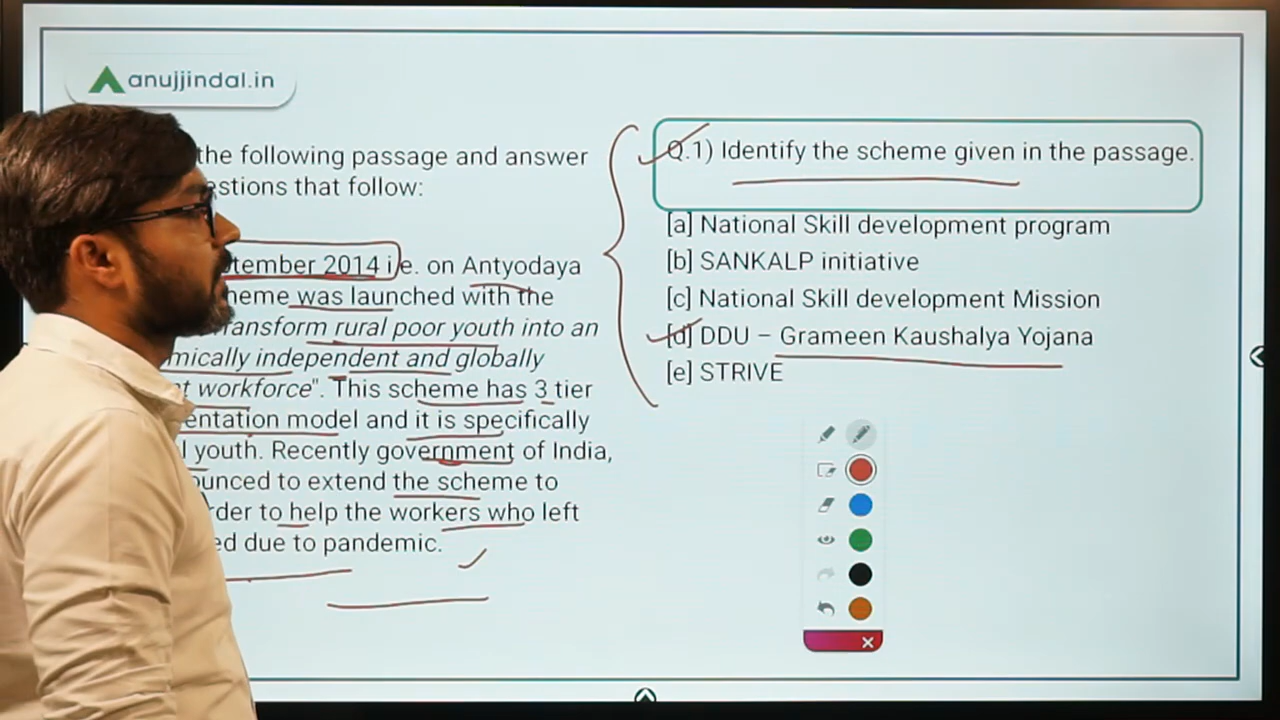 anujjindal.in
the following passage and answer
estions that follow:
tember 2014 i.e. on Antyodaya
heme was launched with the
ransform rural poor youth into an
mically independent and globally
t workforce". This scheme has 3 tier
entation model and it is specifically
l youth. Recently government of India,
ounced to extend the scheme to
rder to help the workers who left
ed due to pandemic.
Q.1) Identify the scheme given in the passage.
[a] National Skill development program
[b] SANKALP initiative
[c] National Skill development Mission
[d] DDU – Grameen Kaushalya Yojana
[e] STRIVE